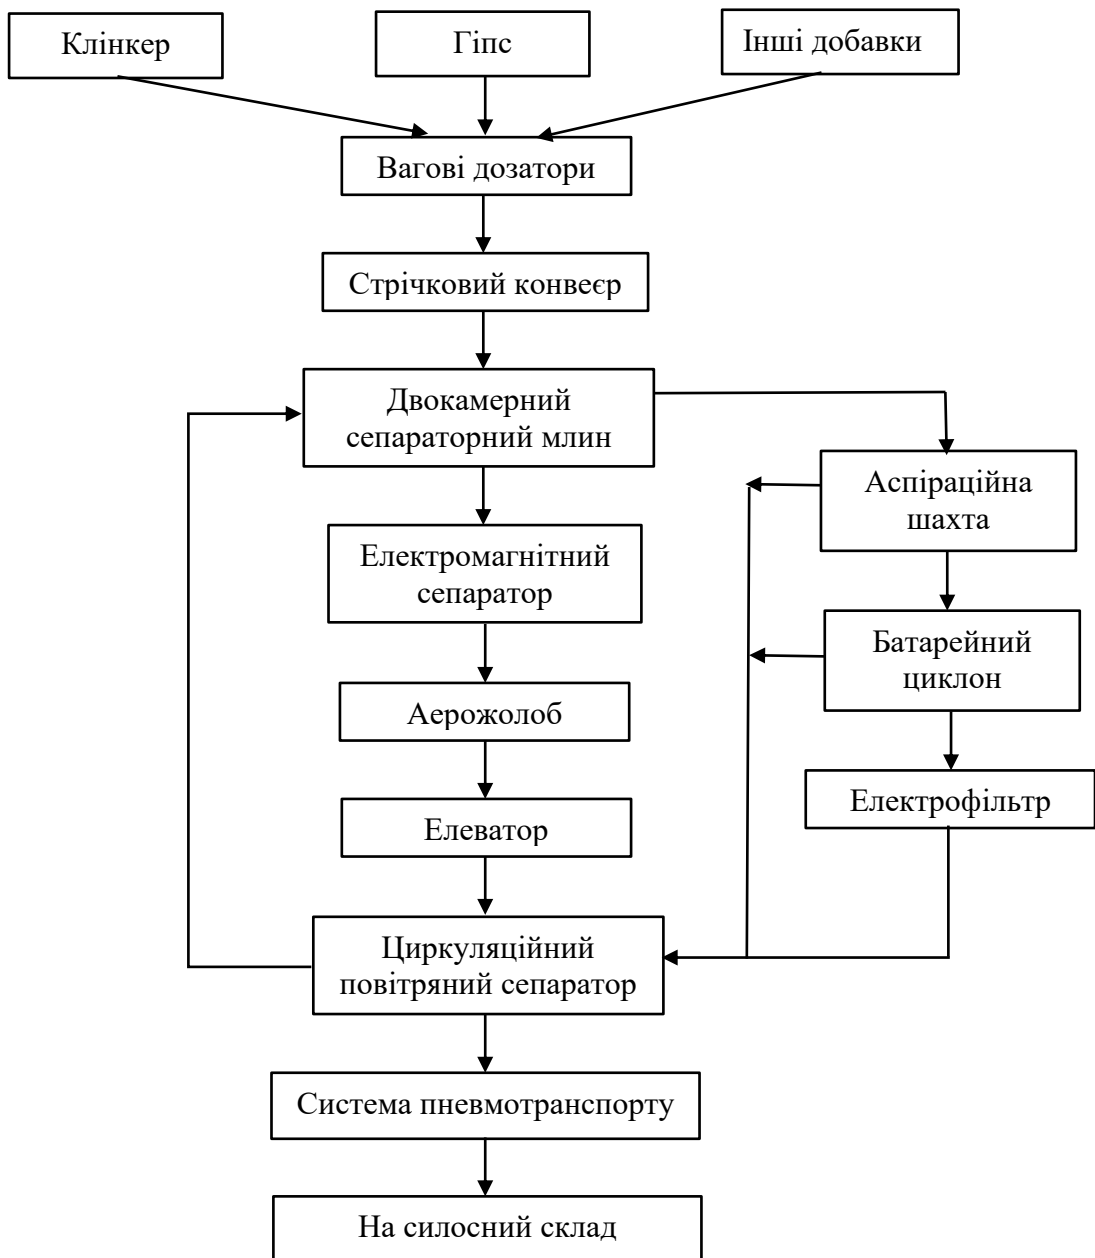 Клінкер
Гіпс
Інші добавки
Вагові дозатори
Стрічковий конвеєр
Двокамерний
сепараторний млин
Аспіраційна
шахта
Електромагнітний
сепаратор
Батарейний
циклон
Аерожолоб
Електрофільтр
Елеватор
Циркуляційний
повітряний сепаратор
Система пневмотранспорту
На силосний склад